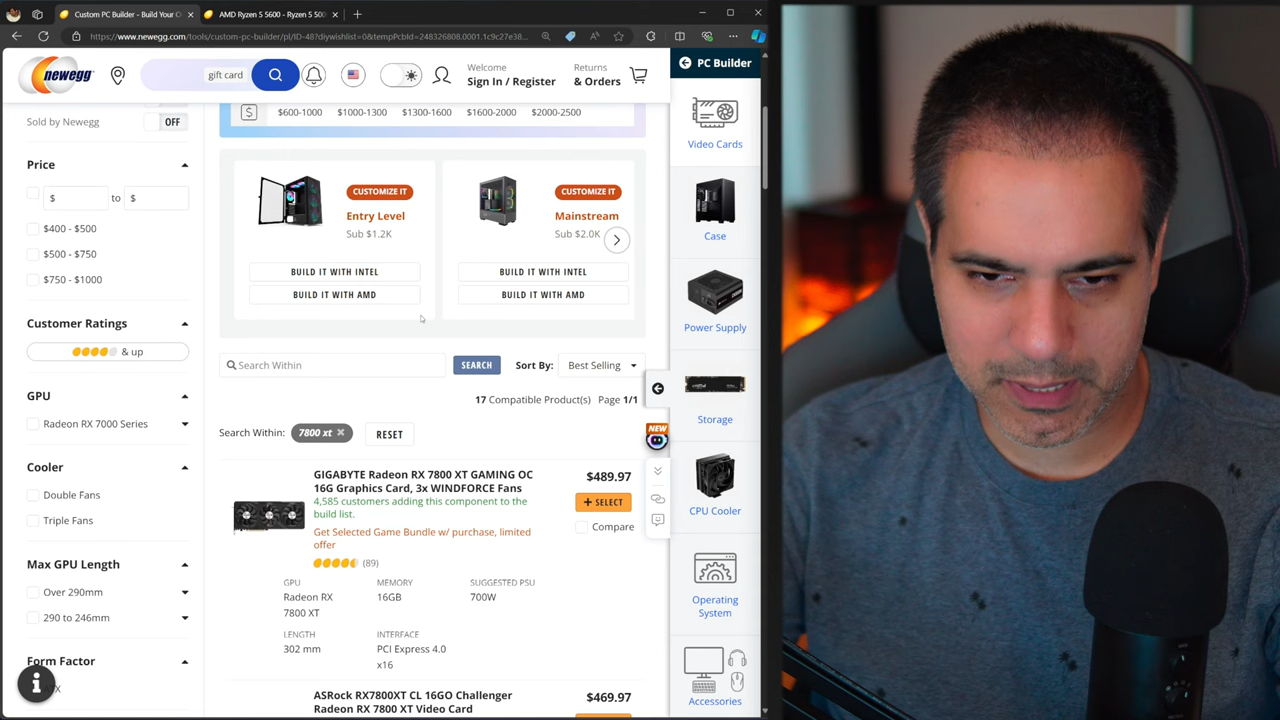 Custom PC Builder - Build Your O
AMD Ryzen 5 5600 - Ryzen 5 500
https://www.newegg.com/tools/custom-pc-builder/pl/ID-48?diywishlist=0&tempPcbId=248326808.0001.1c9c27e38...
newegg
gift card
Welcome
Sign In / Register
Returns
& Orders
PC Builder
Sold by Newegg
OFF
Price
$
to
$
$400 - $500
$500 - $750
$750 - $1000
Customer Ratings
& up
GPU
Radeon RX 7000 Series
Cooler
Double Fans
Triple Fans
Max GPU Length
Over 290mm
290 to 246mm
Form Factor
ATX
$600-1000
$1000-1300
$1300-1600
$1600-2000
$2000-2500
CUSTOMIZE IT
Entry Level
Sub $1.2K
BUILD IT WITH INTEL
BUILD IT WITH AMD
CUSTOMIZE IT
Mainstream
Sub $2.0K
BUILD IT WITH INTEL
BUILD IT WITH AMD
Search Within
SEARCH
Sort By:
Best Selling
17 Compatible Product(s)
Page 1/1
Search Within:
7800 xt
RESET
GIGABYTE Radeon RX 7800 XT GAMING OC
16G Graphics Card, 3x WINDFORCE Fans
4,585 customers adding this component to the
build list.
Get Selected Game Bundle w/ purchase, limited
offer
(89)
$489.97
+ SELECT
Compare
GPU
Radeon RX
7800 XT
MEMORY
16GB
SUGGESTED PSU
700W
LENGTH
302 mm
INTERFACE
PCI Express 4.0
x16
ASRock RX7800XT CL 16GO Challenger
Radeon RX 7800 XT Video Card
$469.97
NEW
Video Cards
Case
Power Supply
Storage
CPU Cooler
Operating
System
Accessories